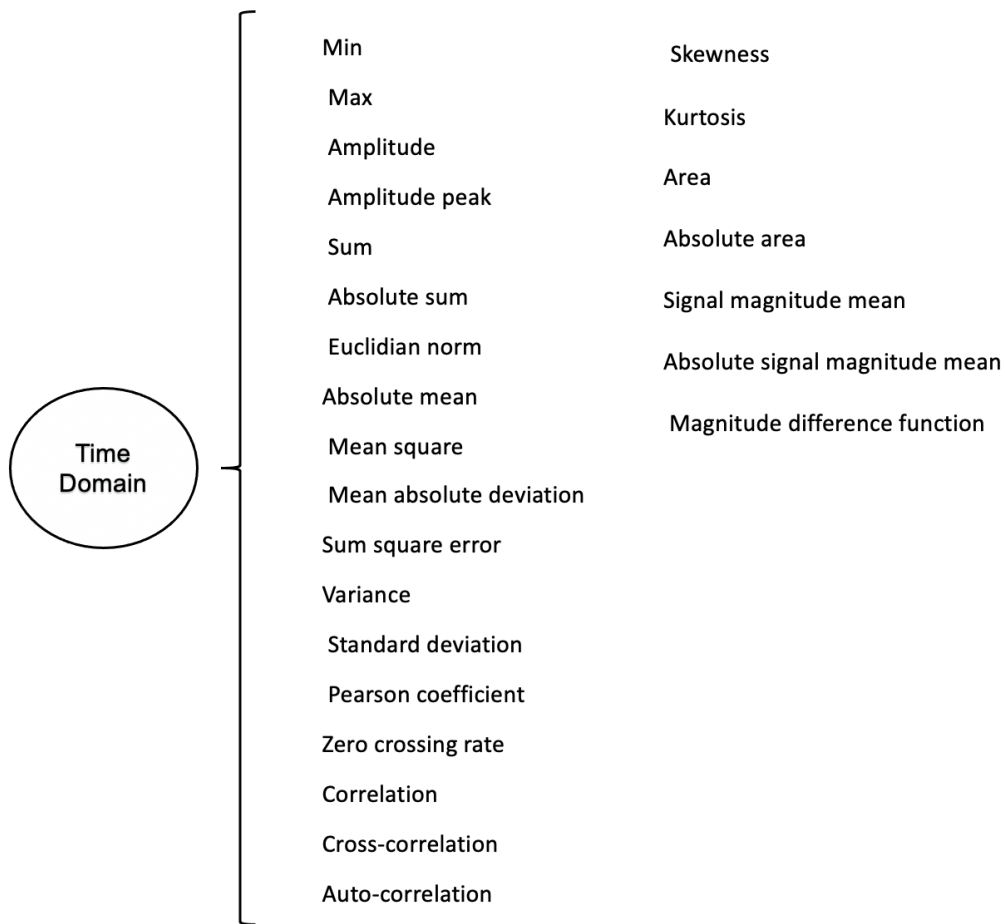 Time
Domain
Min
Max
Amplitude
Amplitude peak
Sum
Absolute sum
Euclidian norm
Absolute mean
Mean square
Mean absolute deviation
Sum square error
Variance
Standard deviation
Pearson coefficient
Zero crossing rate
Correlation
Cross-correlation
Auto-correlation
Skewness
Kurtosis
Area
Absolute area
Signal magnitude mean
Absolute signal magnitude mean
Magnitude difference function